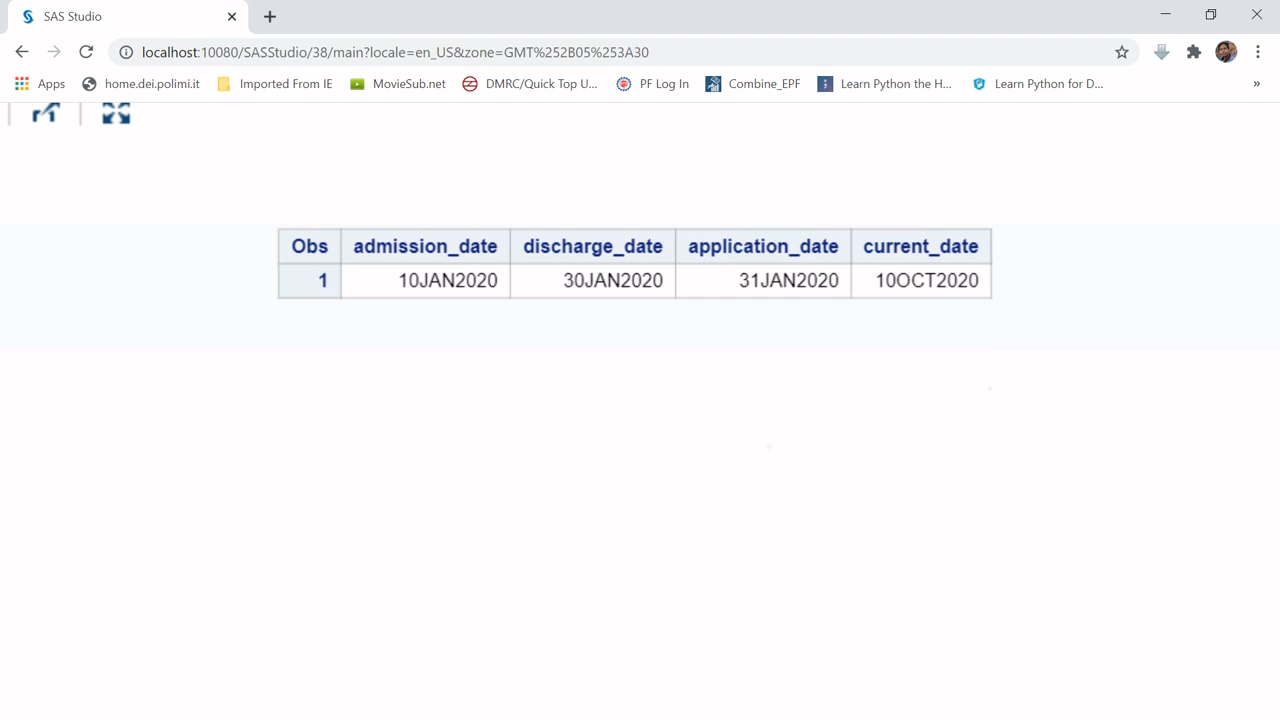 SAS Studio
localhost:10080/SASStudio/38/main?locale=en_US&zone=GMT%252B05%253A30
Apps home.dei.polimi.it Imported From IE MovieSub.net DMRC/Quick Top U... PF Log In Combine_EPF Learn Python the H... Learn Python for D... »
Obs admission_date discharge_date application_date current_date
1 10JAN2020 30JAN2020 31JAN2020 10OCT2020